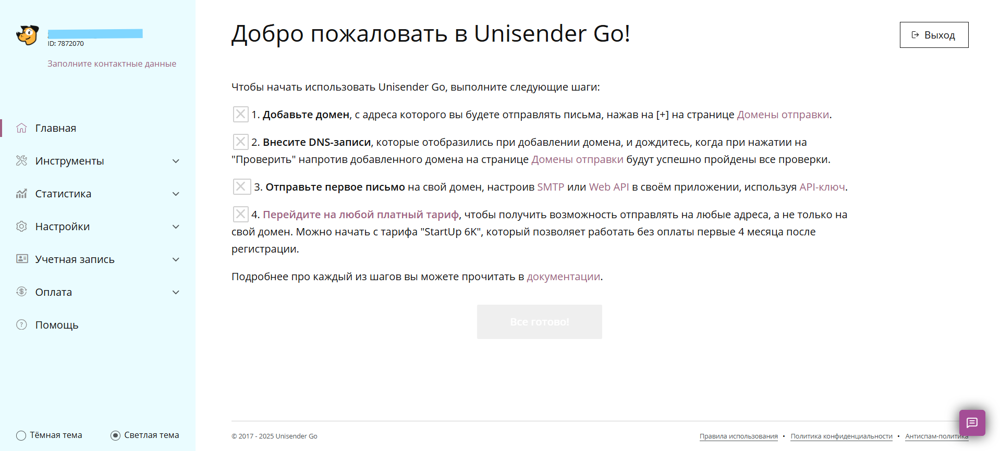 ID: 7872070
Заполните контактные данные
Главная
Инструменты
Статистика
Настройки
Учетная запись
Оплата
Помощь
Тёмная тема
Светлая тема
Добро пожаловать в Unisender Go!
Выход
Чтобы начать использовать Unisender Go, выполните следующие шаги:
1. Добавьте домен, с адреса которого вы будете отправлять письма, нажав на [+] на странице Домены отправки.
2. Внесите DNS-записи, которые отобразились при добавлении домена, и дождитесь, когда при нажатии на
"Проверить" напротив добавленного домена на странице Домены отправки будут успешно пройдены все проверки.
3. Отправьте первое письмо на свой домен, настроив SMTP или Web API в своём приложении, используя API-ключ.
4. Перейдите на любой платный тариф, чтобы получить возможность отправлять на любые адреса, а не только на
свой домен. Можно начать с тарифа "StartUp 6K", который позволяет работать без оплаты первые 4 месяца после
регистрации.
Подробнее про каждый из шагов вы можете прочитать в документации.
Все готово!
© 2017 - 2025 Unisender Go
Правила использования • Политика конфиденциальности • Антиспам-политика